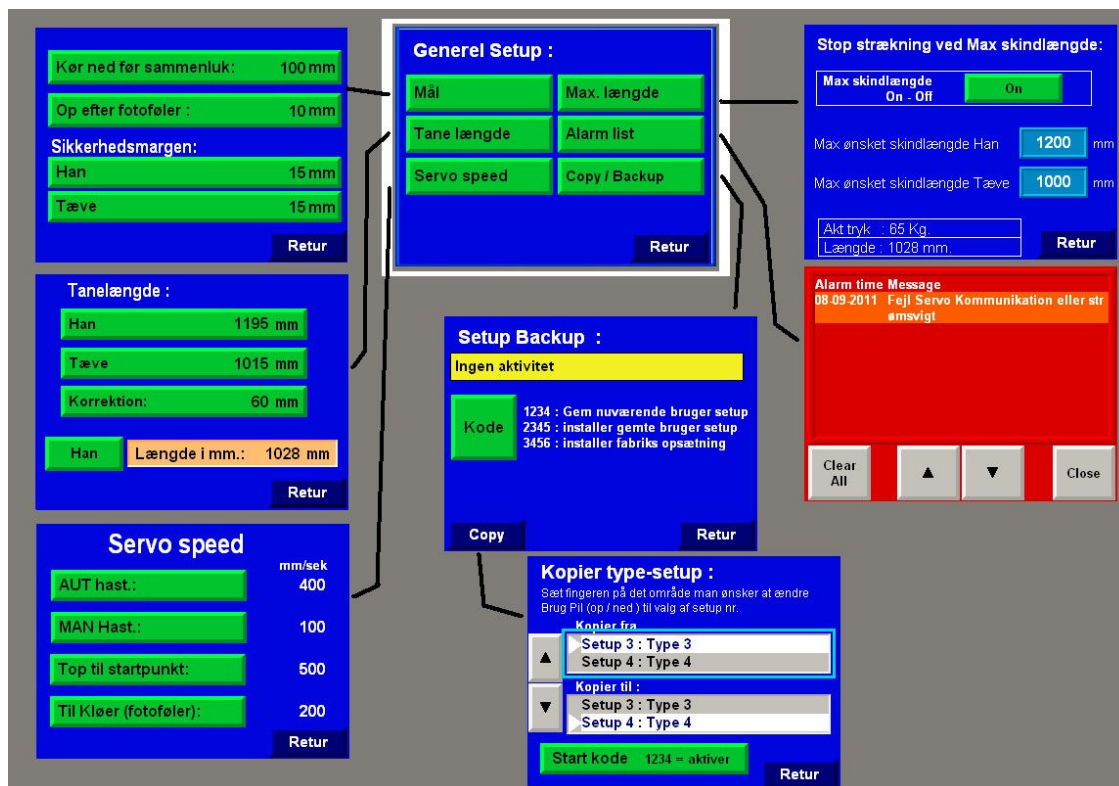 Kør ned før sammenluk: 100 mm
Op efter fotoføler : 10 mm
Sikkerhedsmargen:
Han 15 mm
Tæve 15 mm
Retur
Generel Setup :
Mål Max. længde
Tane længde Alarm list
Servo speed Copy / Backup
Retur
Stop strækning ved Max skindlængde:
Max skindlængde
On - Off On
Max ønsket skindlængde Han 1200 mm
Max ønsket skindlængde Tæve 1000 mm
Akt tryk : 65 Kg.
Længde : 1028 mm.
Retur
Tanelængde :
Han 1195 mm
Tæve 1015 mm
Korrektion: 60 mm
Han Længde i mm.: 1028 mm
Retur
Setup Backup :
Ingen aktivitet
Kode
1234 : Gem nuværende bruger setup
2345 : installer gemte bruger setup
3456 : installer fabriks opsætning
Copy Retur
Alarm time Message
08-09-2011 Fejl Servo Kommunikation eller str
ømsvigt
Clear
All
▲ ▼ Close
Servo speed
mm/sek
AUT hast.: 400
MAN Hast.: 100
Top til startpunkt: 500
Til Kløer (fotoføler): 200
Retur
Kopier type-setup :
Sæt fingeren på det område man ønsker at ændre
Brug Pil (op / ned ) til valg af setup nr.
Kopier fra
▲
Setup 3 : Type 3
Setup 4 : Type 4
Kopier til :
▼
Setup 3 : Type 3
Setup 4 : Type 4
Start kode 1234 = aktiver
Retur